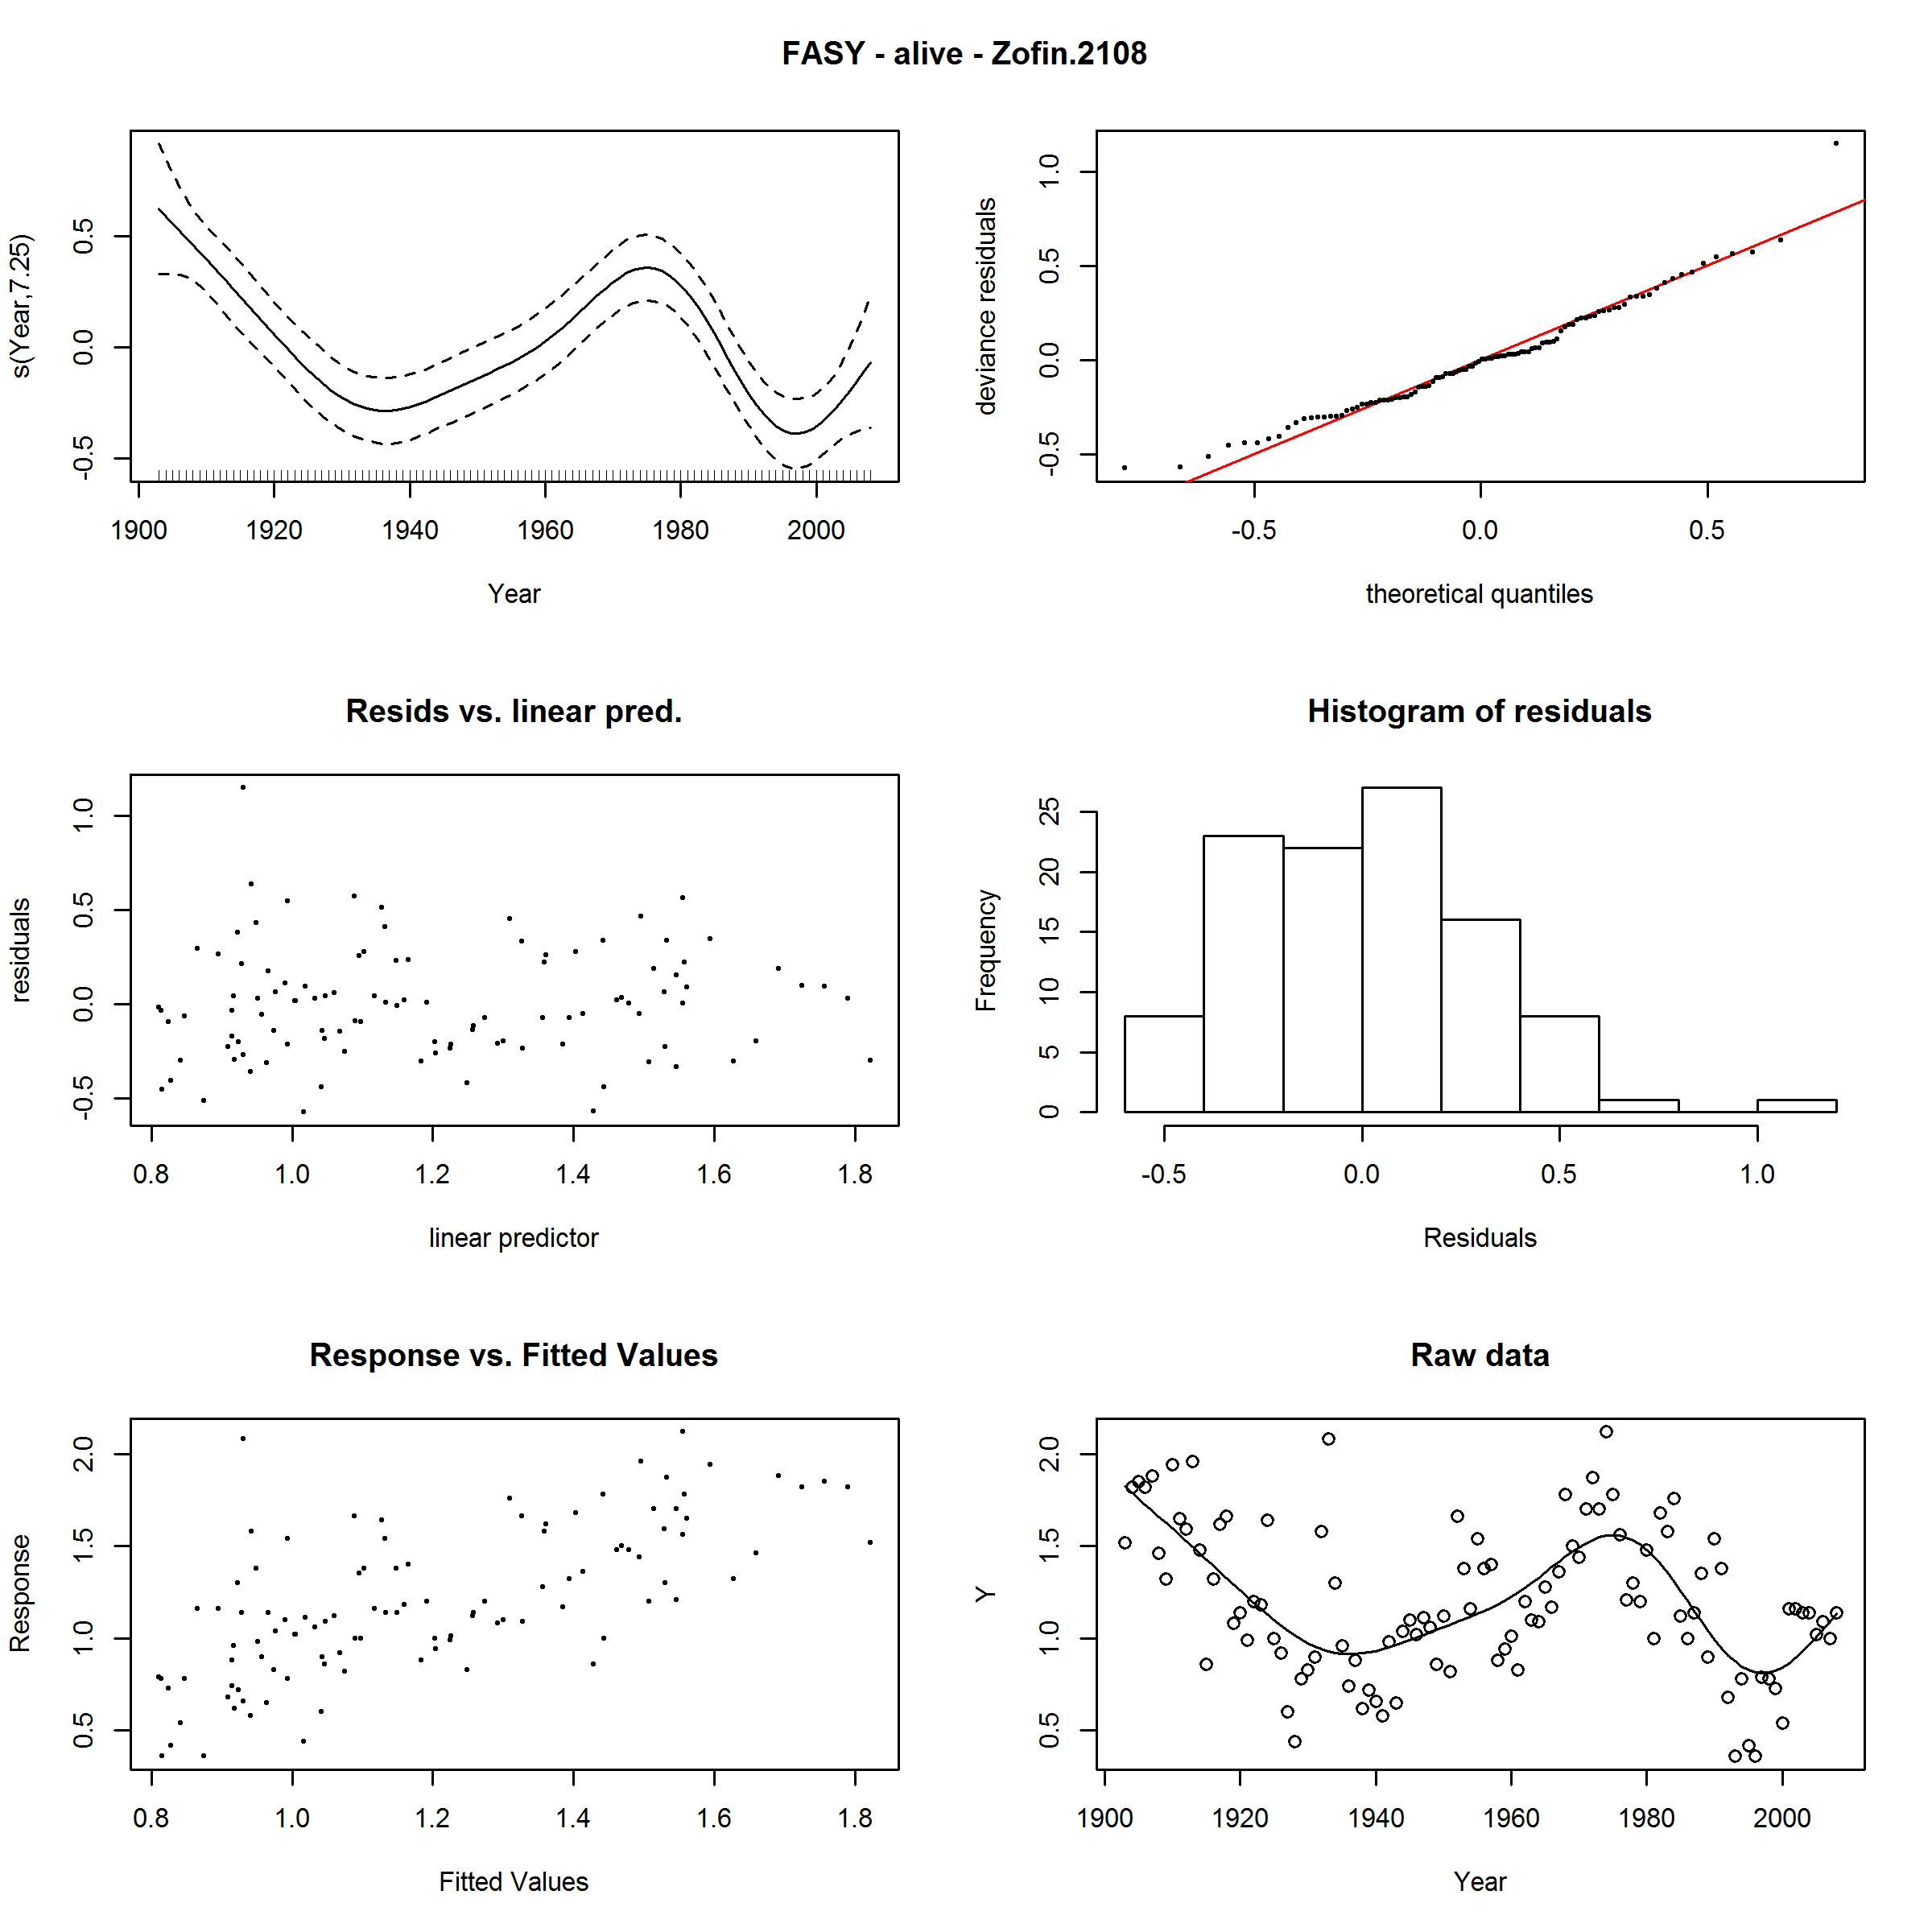 FASY - alive - Zofin.2108
s(Year,7.25)
0.5
0.0
-0.5
1900 1920 1940 1960 1980 2000
Year
deviance residuals
1.0
0.5
0.0
-0.5
-0.5 0.0 0.5
theoretical quantiles
Resids vs. linear pred.
residuals
1.0
0.5
0.0
-0.5
0.8 1.0 1.2 1.4 1.6 1.8
linear predictor
Histogram of residuals
Frequency
25
20
15
10
5
0
-0.5 0.0 0.5 1.0
Residuals
Response vs. Fitted Values
Response
2.0
1.5
1.0
0.5
0.8 1.0 1.2 1.4 1.6 1.8
Fitted Values
Raw data
Y
2.0
1.5
1.0
0.5
1900 1920 1940 1960 1980 2000
Year